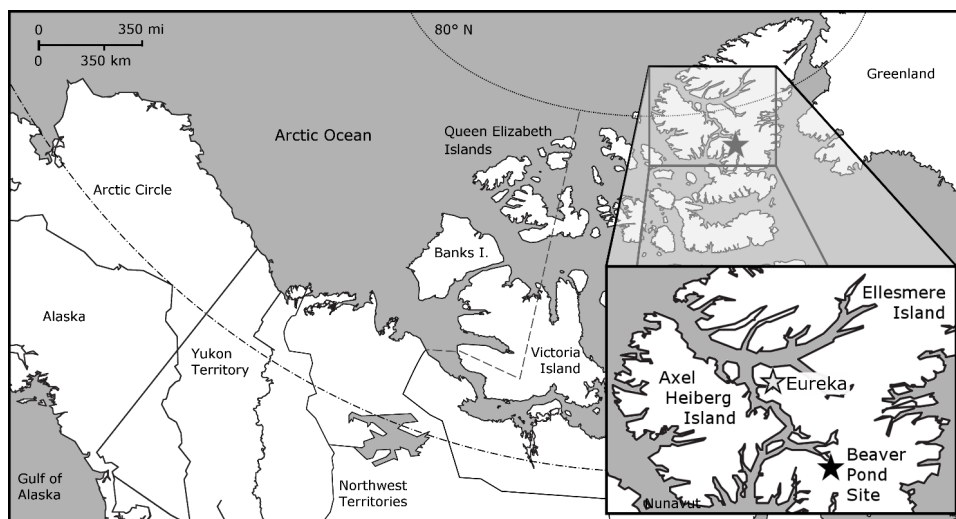 0 350 mi
0 350 km
80° N
Greenland
Arctic Ocean
Queen Elizabeth
Islands
Arctic Circle
Banks I.
Alaska
Yukon
Territory
Victoria
Island
Gulf of
Alaska
Northwest
Territories
Ellesmere
Island
Axel
Heiberg
Island
Eureka
Beaver
Pond
Site
Nunavut